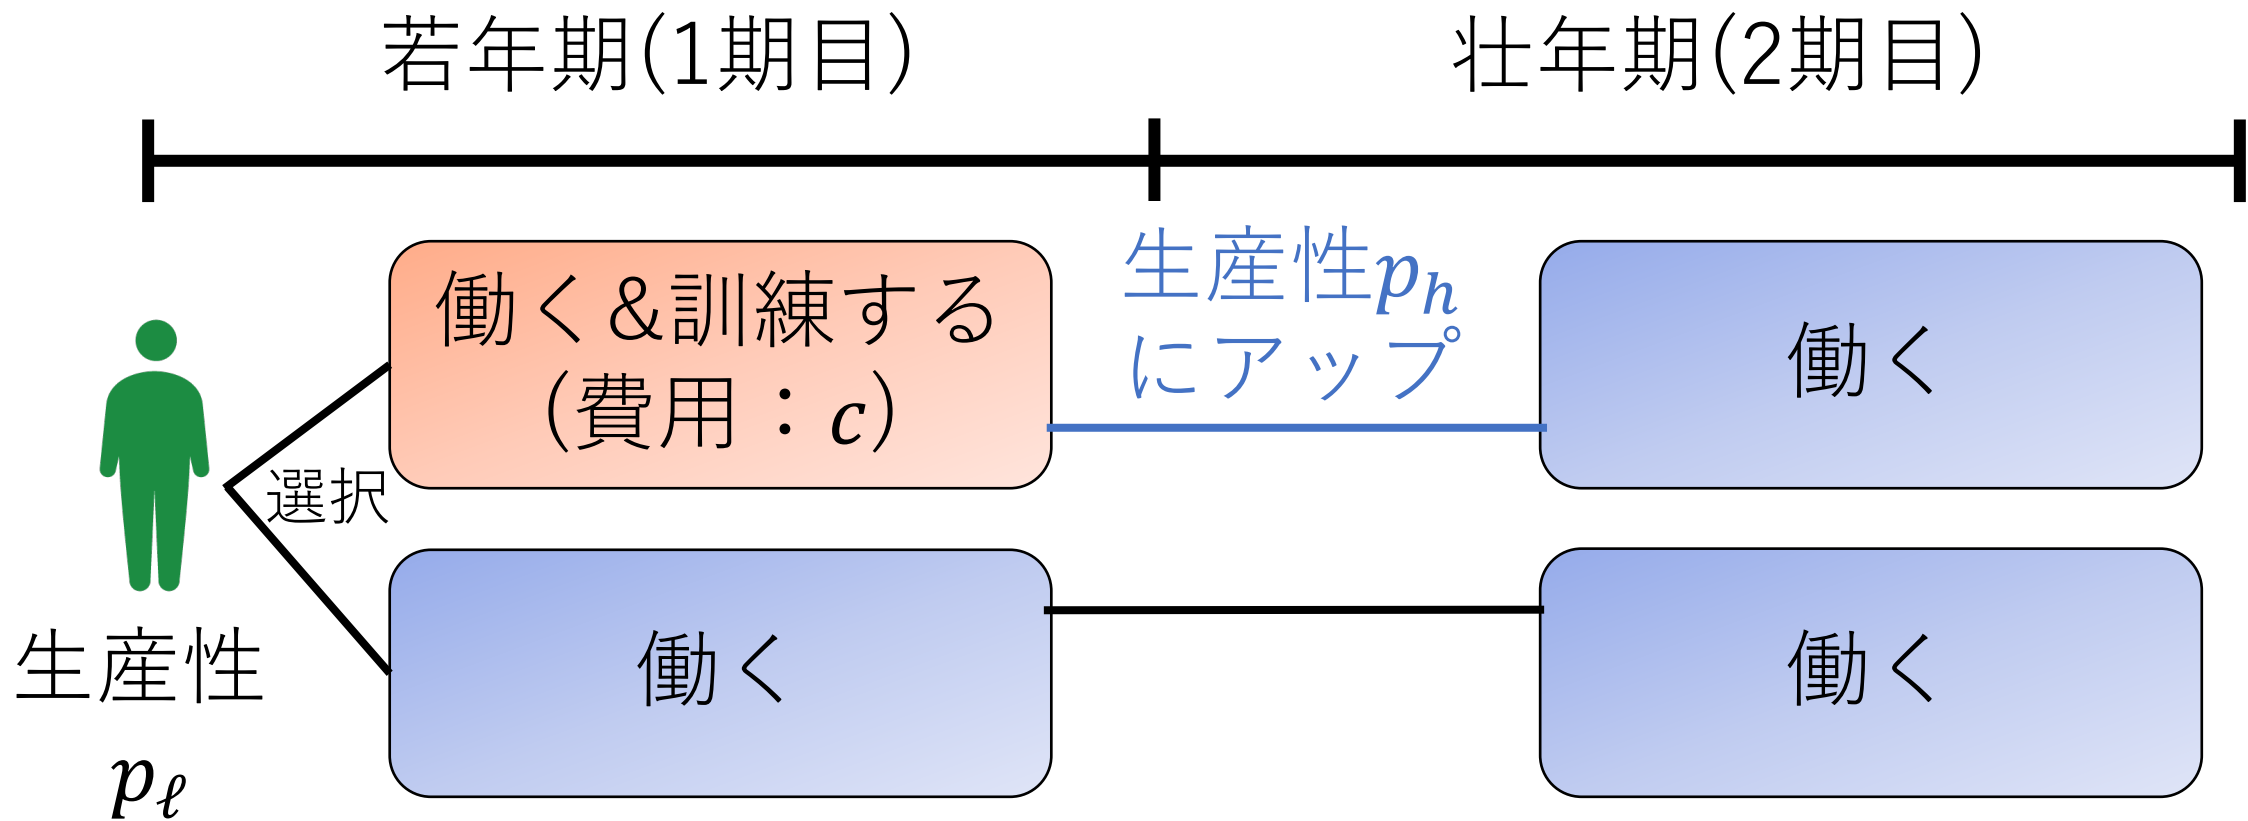 若年期(1期目)
壮年期(2期目)
働く&訓練する
(費用：c)
生産性pₕ
にアップ
働く
選択
働く
働く
生産性
p_ℓ